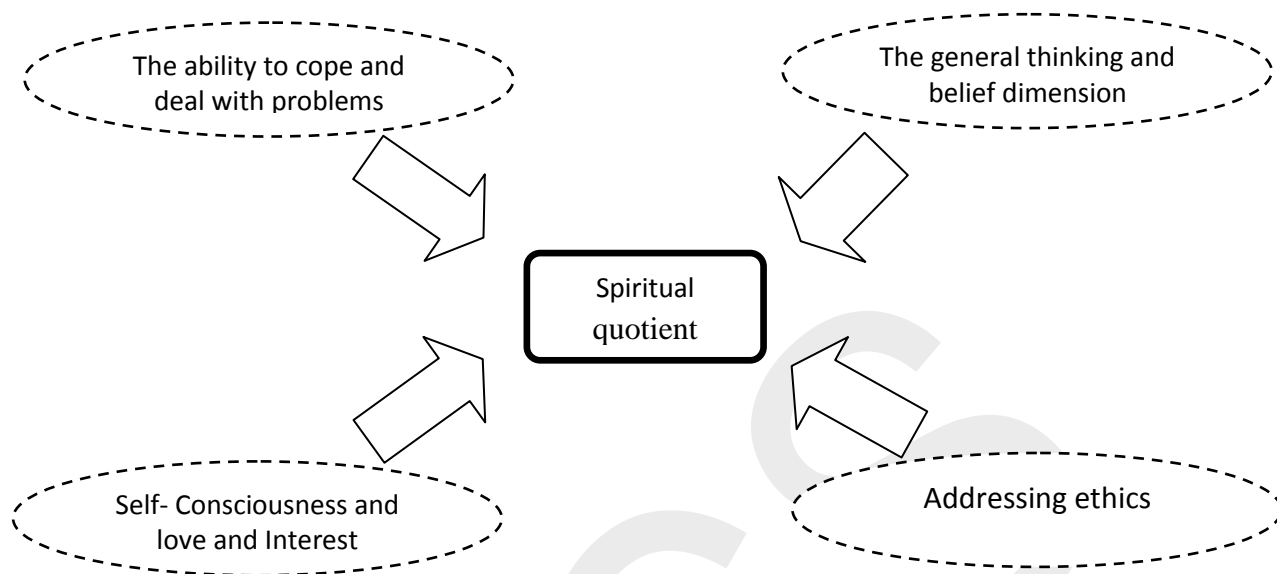 The ability to cope and
deal with problems
The general thinking and
belief dimension
Spiritual
quotient
Self- Consciousness and
love and Interest
Addressing ethics